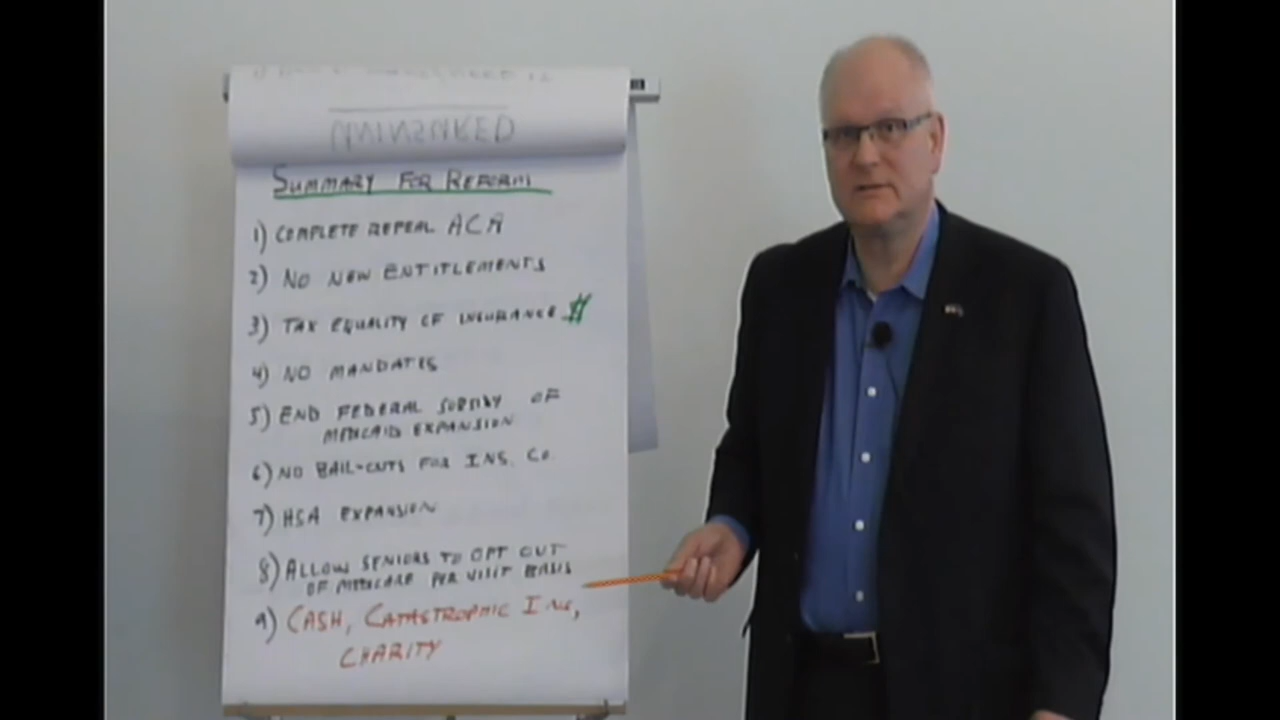 UNINSURED
SUMMARY FOR REFORM
1) COMPLETE REPEAL ACA
2) NO NEW ENTITLEMENTS
3) TAX EQUALITY OF INSURANCE $
4) NO MANDATES
5) END FEDERAL SUBSIDY OF
MEDICAID EXPANSION
6) NO BAIL-OUTS FOR INS. CO.
7) HSA EXPANSION
8) ALLOW SENIORS TO OPT OUT
OF MEDICARE PER VISIT BASIS
9) CASH, CATASTROPHIC INS,
CHARITY